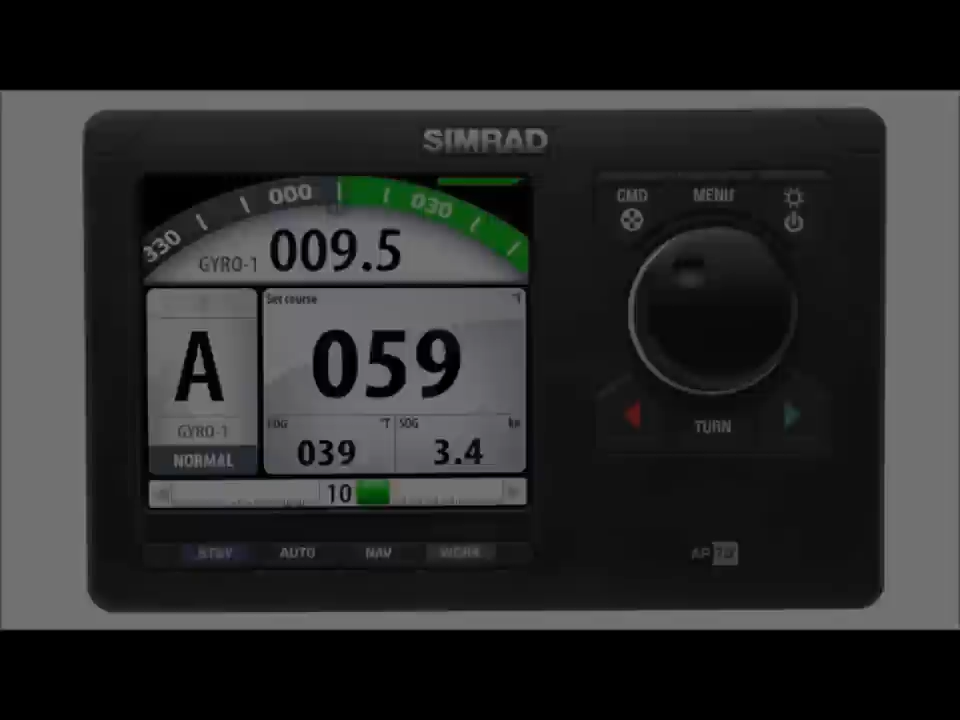 SIMRAD
CMD MENU
330 000 030
GYRO-1 009.5
Set course °T
A
059
GYRO-1
NORMAL
COG °T SOG kn
039 3.4
10
TURN
STBY AUTO NAV WORK